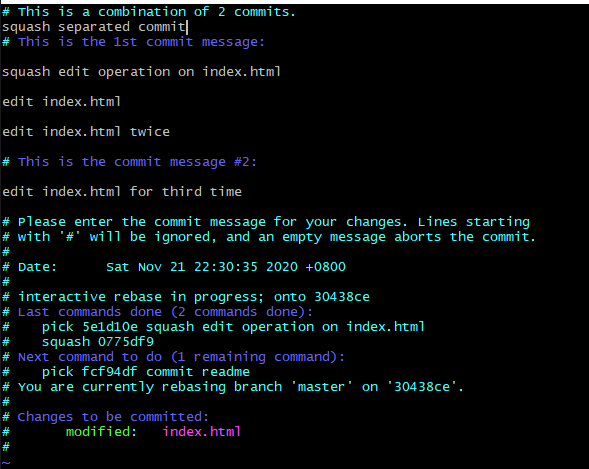 # This is a combination of 2 commits.
squash separated commit
# This is the 1st commit message:
squash edit operation on index.html
edit index.html
edit index.html twice
# This is the commit message #2:
edit index.html for third time
# Please enter the commit message for your changes. Lines starting
# with '#' will be ignored, and an empty message aborts the commit.
#
# Date:      Sat Nov 21 22:30:35 2020 +0800
#
# interactive rebase in progress; onto 30438ce
# Last commands done (2 commands done):
#    pick 5e1d10e squash edit operation on index.html
#    squash 0775df9
# Next command to do (1 remaining command):
#    pick fcf94df commit readme
# You are currently rebasing branch 'master' on '30438ce'.
#
# Changes to be committed:
#       modified:   index.html
#
~